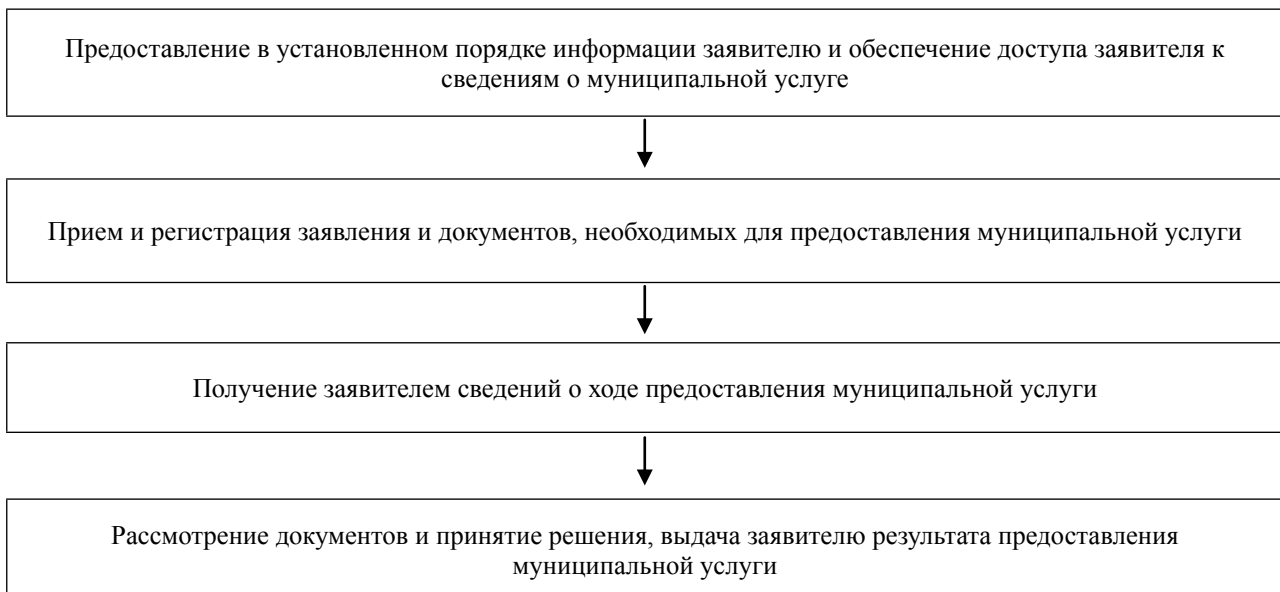 Предоставление в установленном порядке информации заявителю и обеспечение доступа заявителя к
сведениям о муниципальной услуге
Прием и регистрация заявления и документов, необходимых для предоставления муниципальной услуги
Получение заявителем сведений о ходе предоставления муниципальной услуги
Рассмотрение документов и принятие решения, выдача заявителю результата предоставления
муниципальной услуги